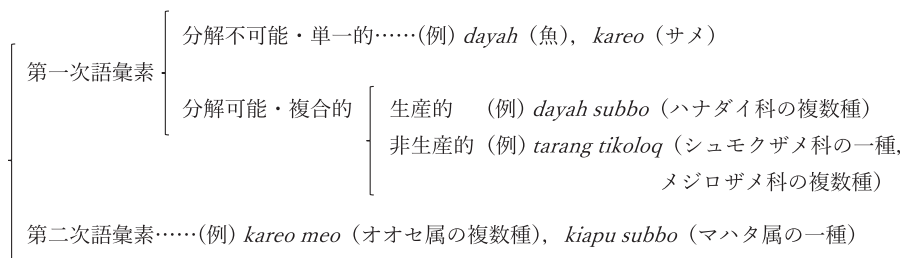 分解不可能・単一的……(例) dayah（魚），kareo（サメ）
第一次語彙素
分解可能・複合的
生産的　(例) dayah subbo（ハナダイ科の複数種）
非生産的 (例) tarang tikoloq（シュモクザメ科の一種，
メジロザメ科の複数種）
第二次語彙素……(例) kareo meo（オオセ属の複数種），kiapu subbo（マハタ属の一種）